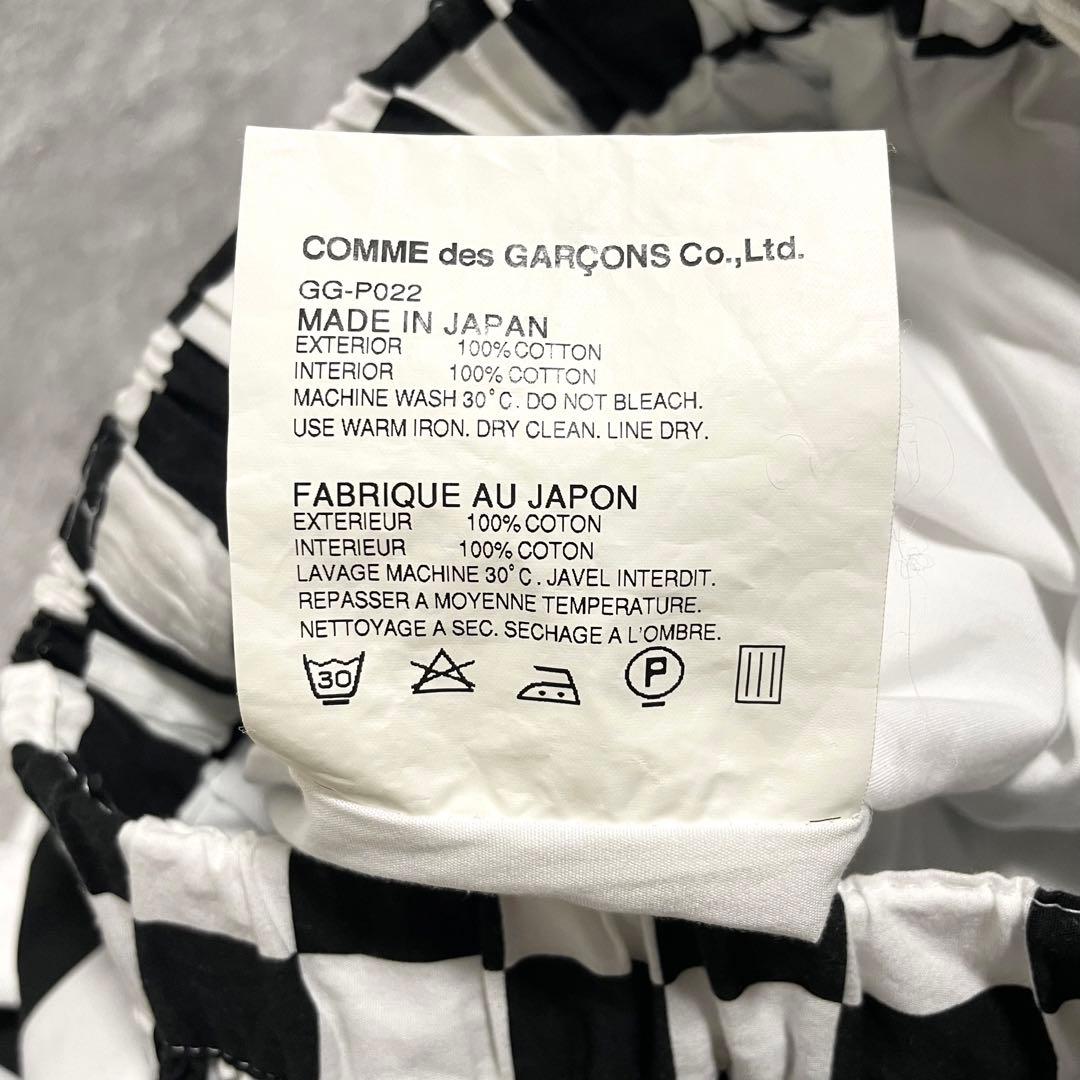 COMME des GARÇONS Co.,Ltd.
GG-P022
MADE IN JAPAN
EXTERIOR 100% COTTON
INTERIOR 100% COTTON
MACHINE WASH 30°C. DO NOT BLEACH.
USE WARM IRON. DRY CLEAN. LINE DRY.
FABRIQUE AU JAPON
EXTERIEUR 100% COTON
INTERIEUR 100% COTON
LAVAGE MACHINE 30°C. JAVEL INTERDIT.
REPASSER A MOYENNE TEMPERATURE.
NETTOYAGE A SEC. SECHAGE A L'OMBRE.
30 P